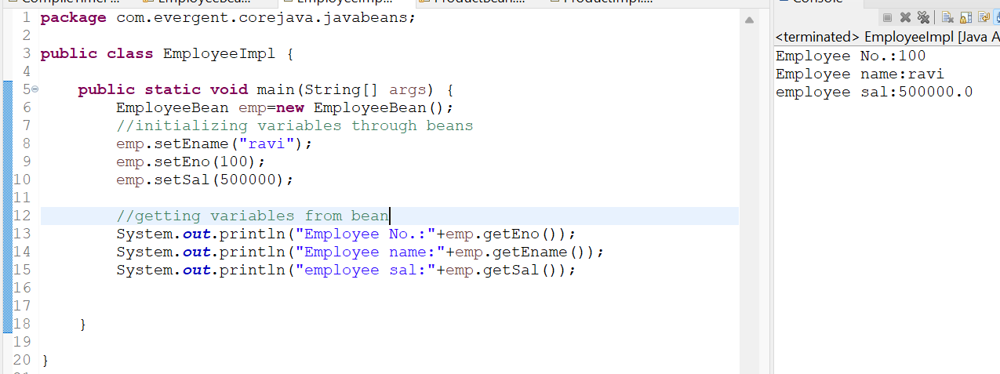 package com.evergent.corejava.javabeans;
public class EmployeeImpl {
public static void main(String[] args) {
EmployeeBean emp=new EmployeeBean();
//initializing variables through beans
emp.setEname("ravi");
emp.setEno(100);
emp.setSal(500000);
//getting variables from bean
System.out.println("Employee No.:"+emp.getEno());
System.out.println("Employee name:"+emp.getEname());
System.out.println("employee sal:"+emp.getSal());
}
}
1
2
3
4
5
6
7
8
9
10
11
12
13
14
15
16
17
18
19
20
<terminated> EmployeeImpl [Java A
Employee No.:100
Employee name:ravi
employee sal:500000.0